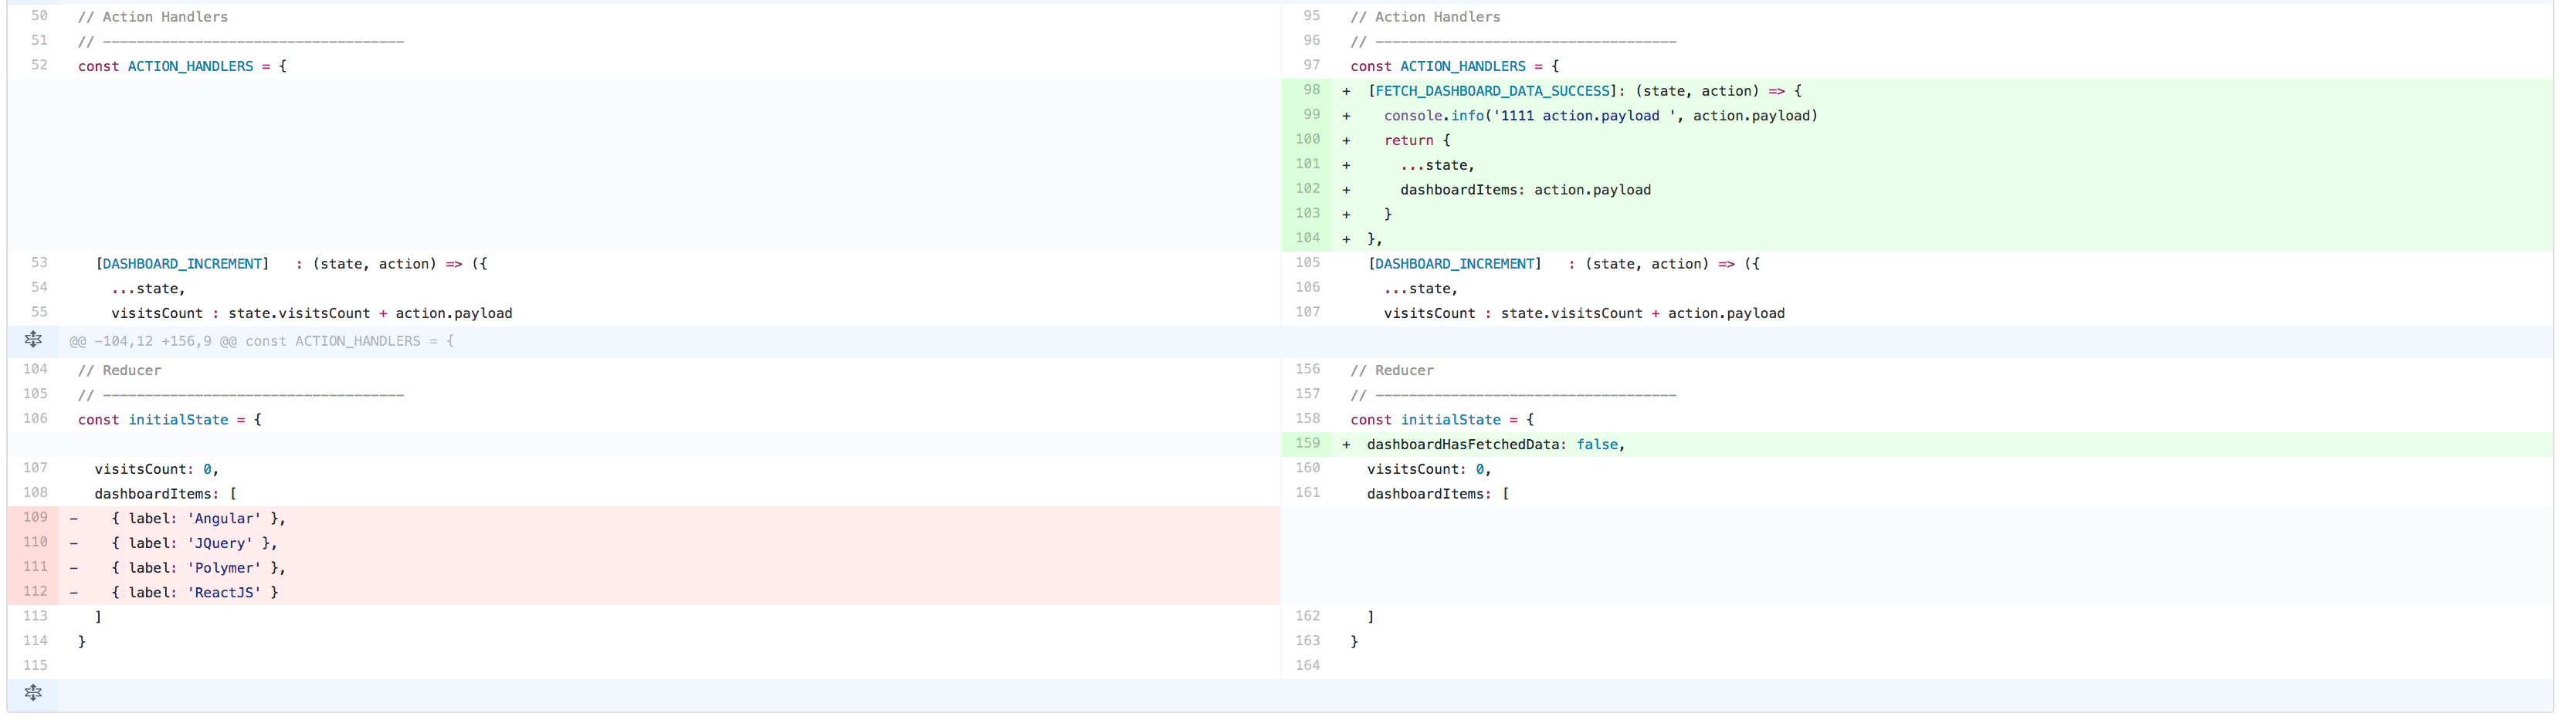 50 // Action Handlers
51 // ------------------------------------
52 const ACTION_HANDLERS = {
53 [DASHBOARD_INCREMENT]   : (state, action) => ({
54 ...state,
55 visitsCount : state.visitsCount + action.payload
@@ -104,12 +156,9 @@ const ACTION_HANDLERS = {
104 // Reducer
105 // ------------------------------------
106 const initialState = {
107 visitsCount: 0,
108 dashboardItems: [
109 - { label: 'Angular' },
110 - { label: 'JQuery' },
111 - { label: 'Polymer' },
112 - { label: 'ReactJS' }
113 ]
114 }
115
95 // Action Handlers
96 // ------------------------------------
97 const ACTION_HANDLERS = {
98 + [FETCH_DASHBOARD_DATA_SUCCESS]: (state, action) => {
99 + console.info('1111 action.payload ', action.payload)
100 + return {
101 + ...state,
102 + dashboardItems: action.payload
103 + }
104 + },
105 [DASHBOARD_INCREMENT]   : (state, action) => ({
106 ...state,
107 visitsCount : state.visitsCount + action.payload
156 // Reducer
157 // ------------------------------------
158 const initialState = {
159 + dashboardHasFetchedData: false,
160 visitsCount: 0,
161 dashboardItems: [
162 ]
163 }
164